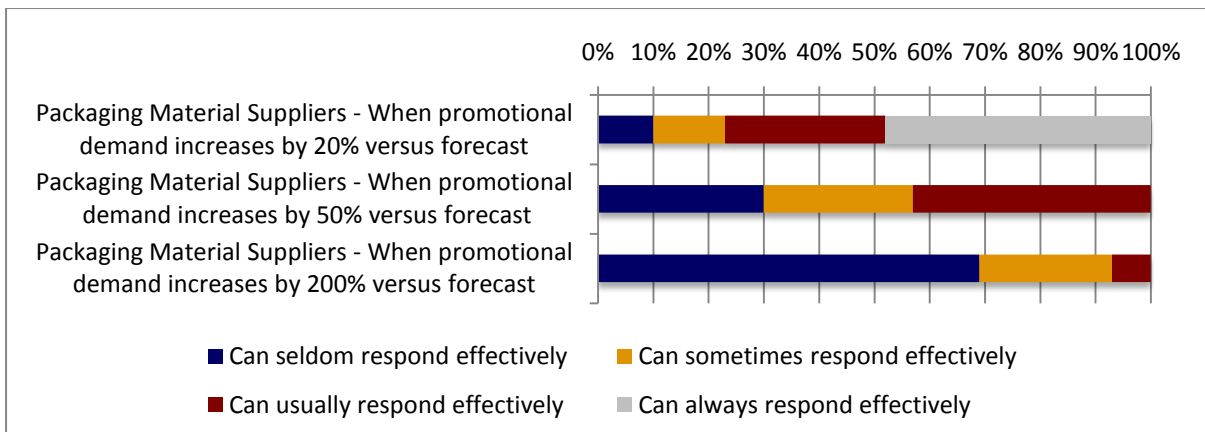 0% 10% 20% 30% 40% 50% 60% 70% 80% 90% 100%
Packaging Material Suppliers - When promotional
demand increases by 20% versus forecast
Packaging Material Suppliers - When promotional
demand increases by 50% versus forecast
Packaging Material Suppliers - When promotional
demand increases by 200% versus forecast
Can seldom respond effectively Can sometimes respond effectively
Can usually respond effectively Can always respond effectively